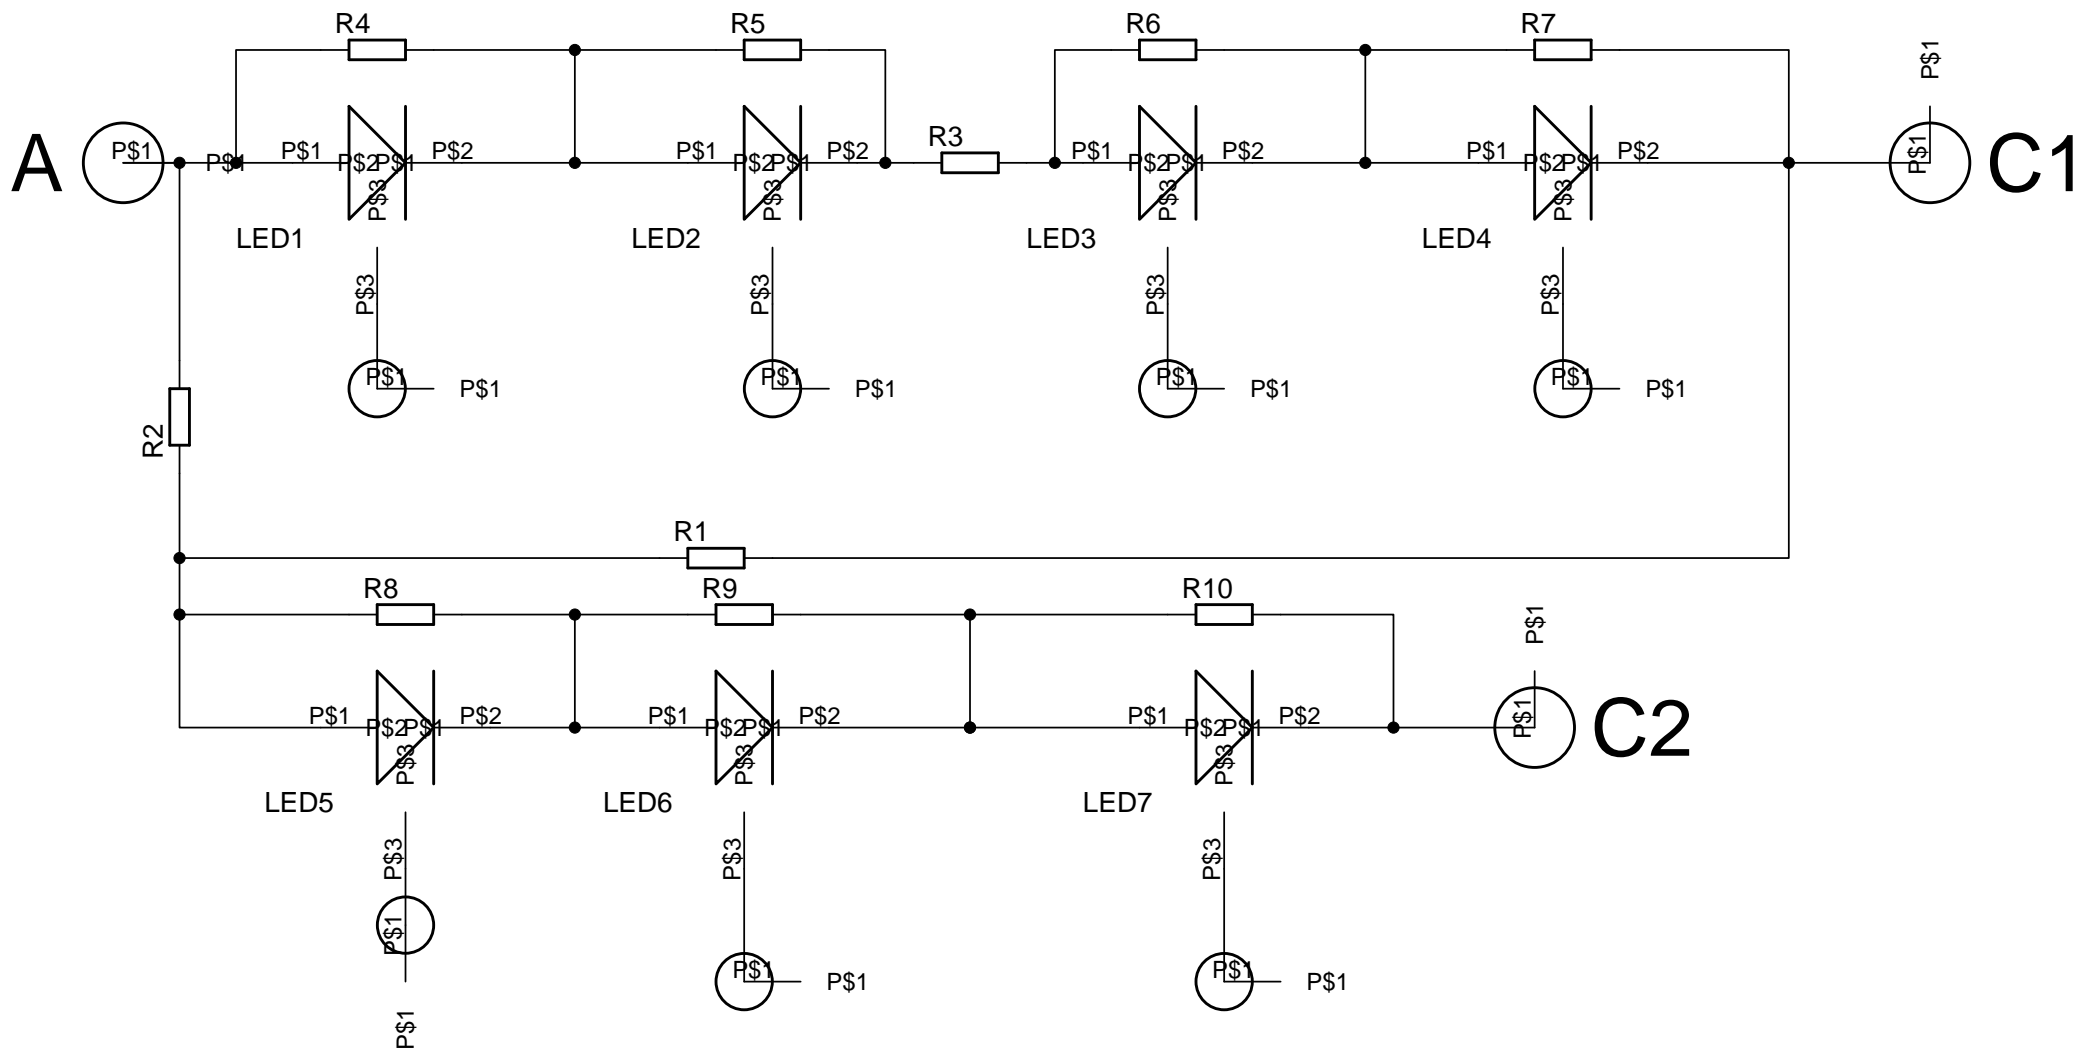 R4 R5 R6 R7
P$1
A P$1 P$1 P$1 P$2 P$1 P$2 P$1 P$2 R3 P$1 P$2 P$1 P$2 P$1 P$2 P$1 P$2 P$1 P$2 P$1 P$2 P$1 C1
P$3 P$3 P$3 P$3
LED1 LED2 LED3 LED4
P$3 P$3 P$3 P$3
P$1 P$1 P$1 P$1 P$1 P$1 P$1 P$1
R2
R1
R8 R9 R10
P$1
P$1 P$2 P$1 P$2 P$1 P$2 P$1 P$2 P$1 P$2 P$1 P$2 P$1 C2
P$3 P$3 P$3
LED5 LED6 LED7
P$3 P$3 P$3
P$1
P$1 P$1 P$1 P$1
P$1